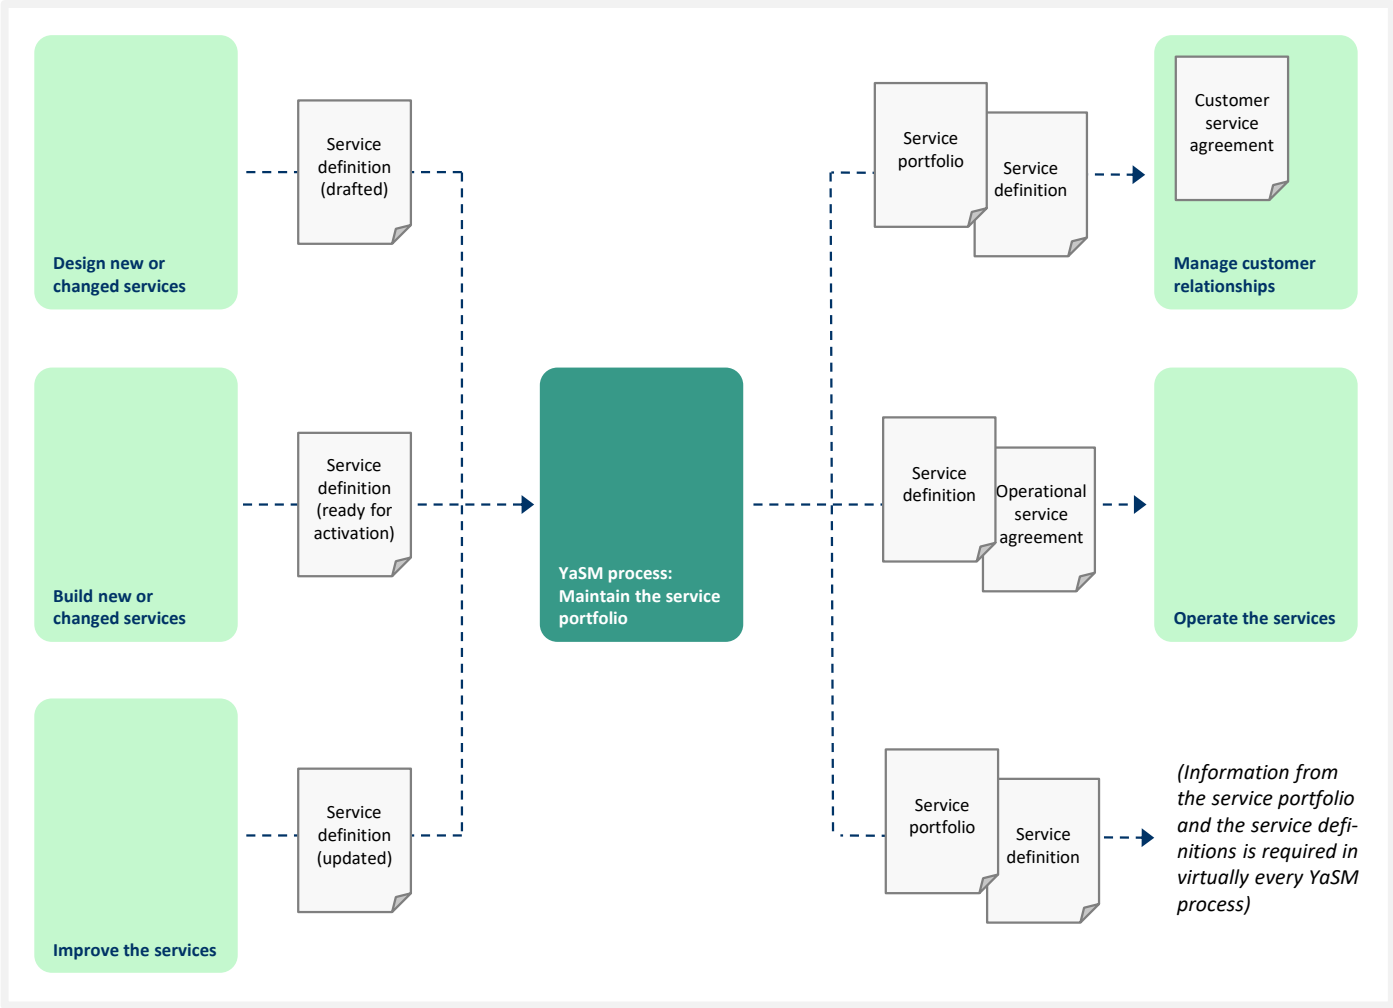 Service
definition
(drafted)
Design new or
changed services
Service
definition
(ready for
activation)
Build new or
changed services
Service
definition
(updated)
Improve the services
YaSM process:
Maintain the service
portfolio
Service
portfolio
Service
definition
Customer
service
agreement
Manage customer
relationships
Service
definition
Operational
service
agreement
Operate the services
Service
portfolio
Service
definition
(Information from
the service portfolio
and the service defi-
nitions is required in
virtually every YaSM
process)